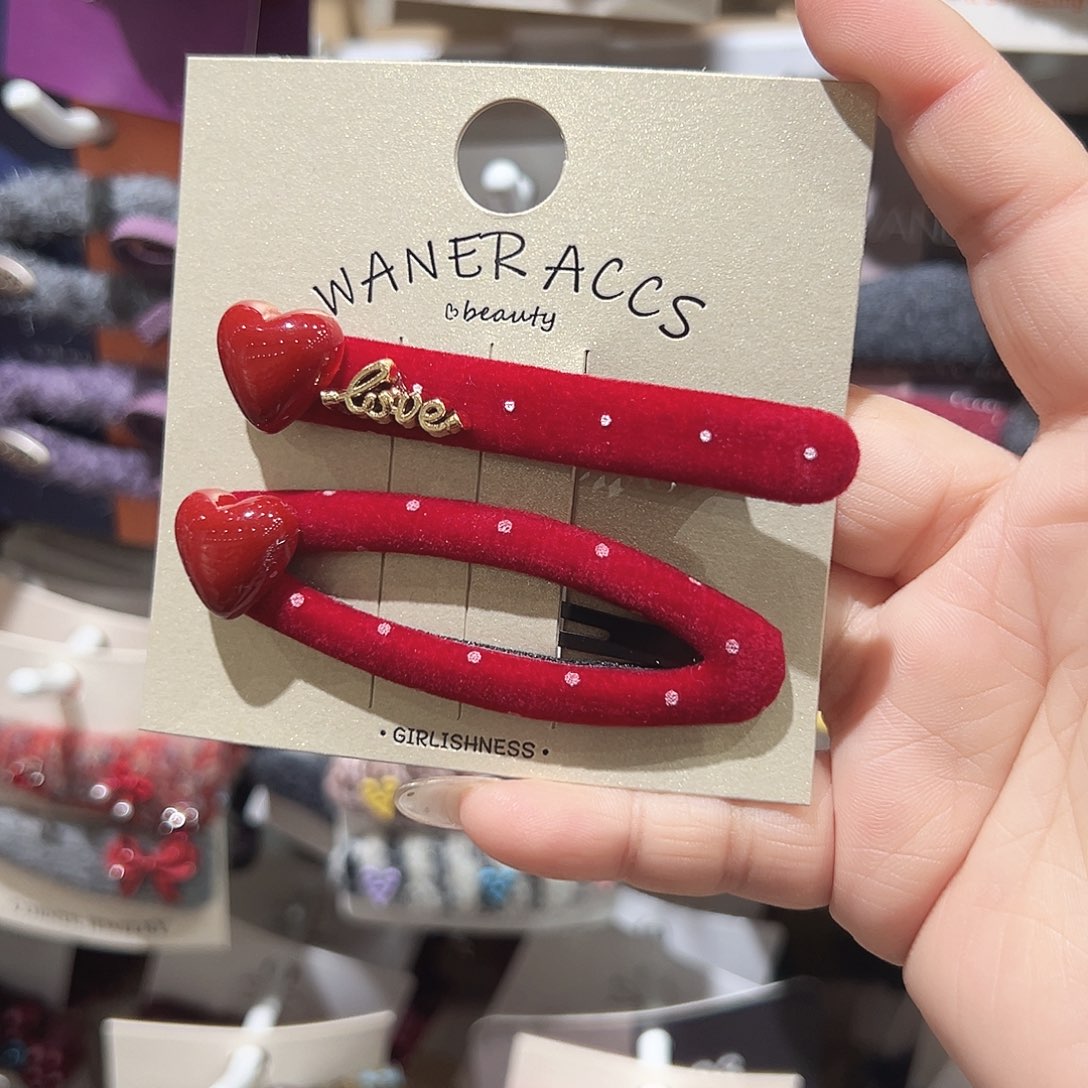 WANER ACCS
beauty
love
• GIRLISHNESS •